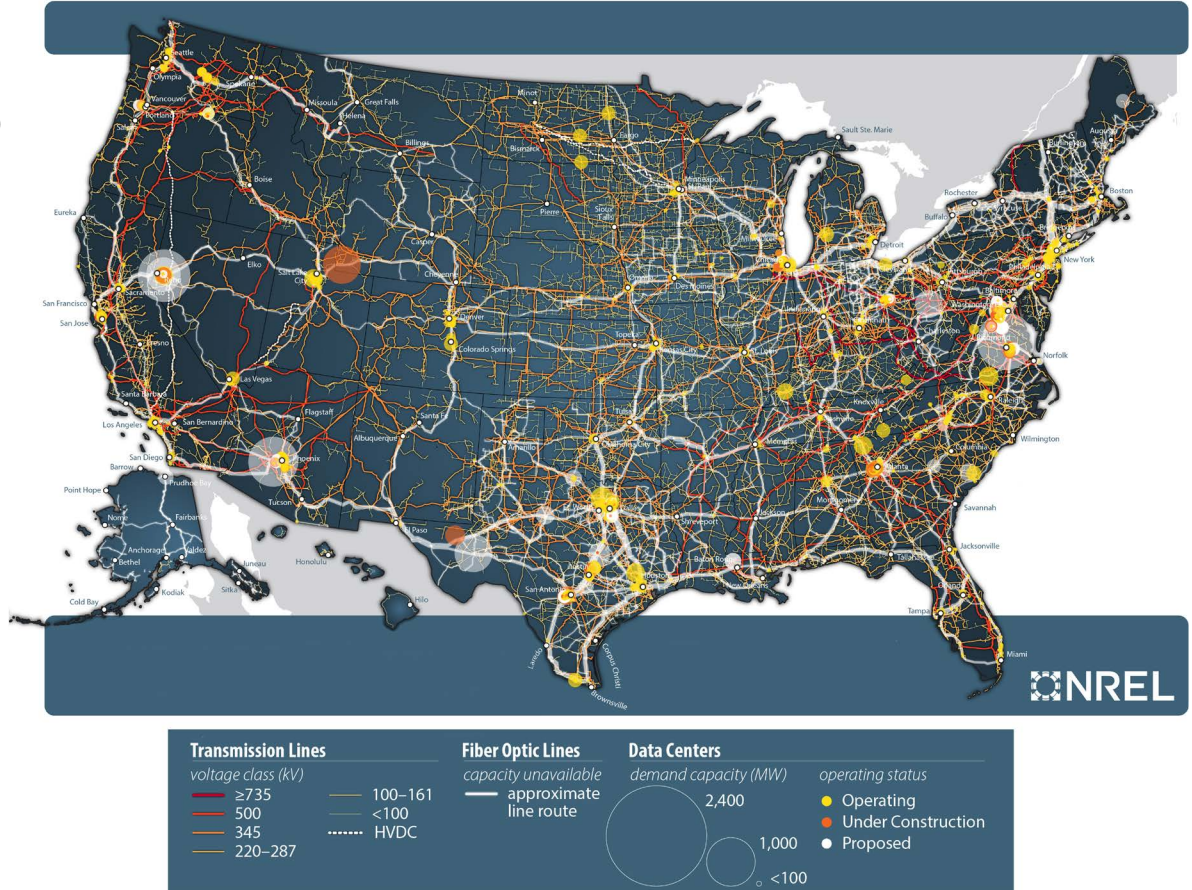 Seattle
Olympia
Spokane
Vancouver
Portland
Missoula
Great Falls
Helena
Billings
Minot
Bismarck
Fargo
Sault Ste. Marie
Augusta
Boise
Minneapolis
Rochester
Boston
Buffalo
Eureka
Pierre
Sioux
Falls
Detroit
New York
Casper
Elko
Salt Lake
City
Cheyenne
Des Moines
Sacramento
San Francisco
San Jose
Denver
Topeka
Kansas City
St. Louis
Charleston
Baltimore
Washington
Norfolk
Fresno
Colorado Springs
Las Vegas
Santa Barbara
Los Angeles
San Bernardino
Flagstaff
Santa Fe
Albuquerque
Amarillo
Tulsa
Oklahoma City
Knoxville
Raleigh
Memphis
Wilmington
Columbia
San Diego
Phoenix
Tucson
El Paso
Atlanta
Montgomery
Savannah
Jackson
Shreveport
Barrow
Prudhoe Bay
Point Hope
Nome
Fairbanks
Anchorage
Valdez
Bethel
Juneau
Sitka
Kodiak
Cold Bay
Honolulu
Hilo
Austin
Houston
San Antonio
Baton Rouge
New Orleans
Jacksonville
Orlando
Tampa
Miami
Laredo
Corpus Christi
Brownsville
NREL
Transmission Lines
voltage class (kV)
≥735
500
345
220–287
100–161
<100
HVDC
Fiber Optic Lines
capacity unavailable
approximate
line route
Data Centers
demand capacity (MW)
2,400
1,000
<100
operating status
Operating
Under Construction
Proposed